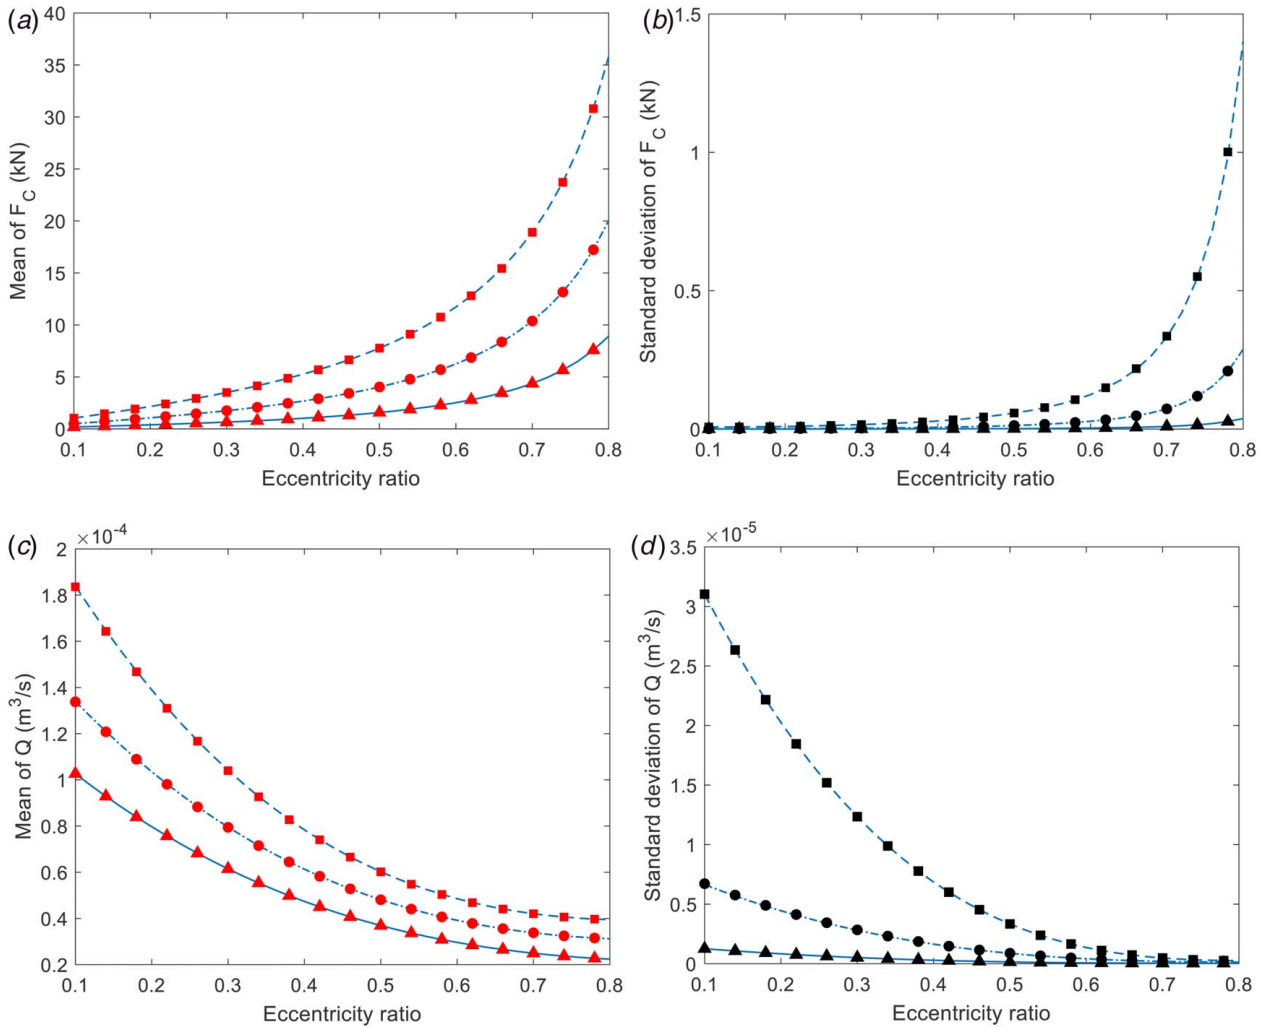 (a)
40
35
30
25
20
15
10
5
0
Mean of F_C (kN)
0.1 0.2 0.3 0.4 0.5 0.6 0.7 0.8
Eccentricity ratio
(b)
1.5
1
0.5
0
Standard deviation of F_C (kN)
0.1 0.2 0.3 0.4 0.5 0.6 0.7 0.8
Eccentricity ratio
(c)
×10^-4
2
1.8
1.6
1.4
1.2
1
0.8
0.6
0.4
0.2
Mean of Q (m^3/s)
0.1 0.2 0.3 0.4 0.5 0.6 0.7 0.8
Eccentricity ratio
(d)
×10^-5
3.5
3
2.5
2
1.5
1
0.5
0
Standard deviation of Q (m^3/s)
0.1 0.2 0.3 0.4 0.5 0.6 0.7 0.8
Eccentricity ratio